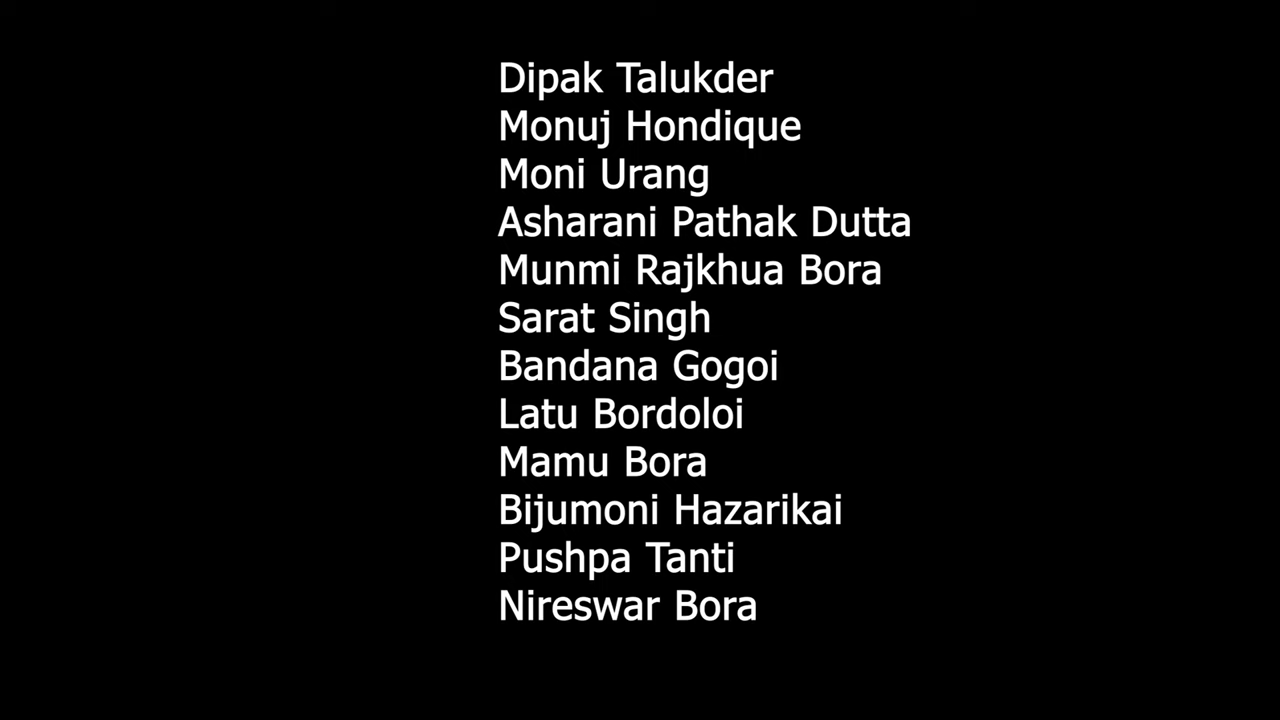 Dipak Talukder
Monuj Hondique
Moni Urang
Asharani Pathak Dutta
Munmi Rajkhua Bora
Sarat Singh
Bandana Gogoi
Latu Bordoloi
Mamu Bora
Bijumoni Hazarikai
Pushpa Tanti
Nireswar Bora